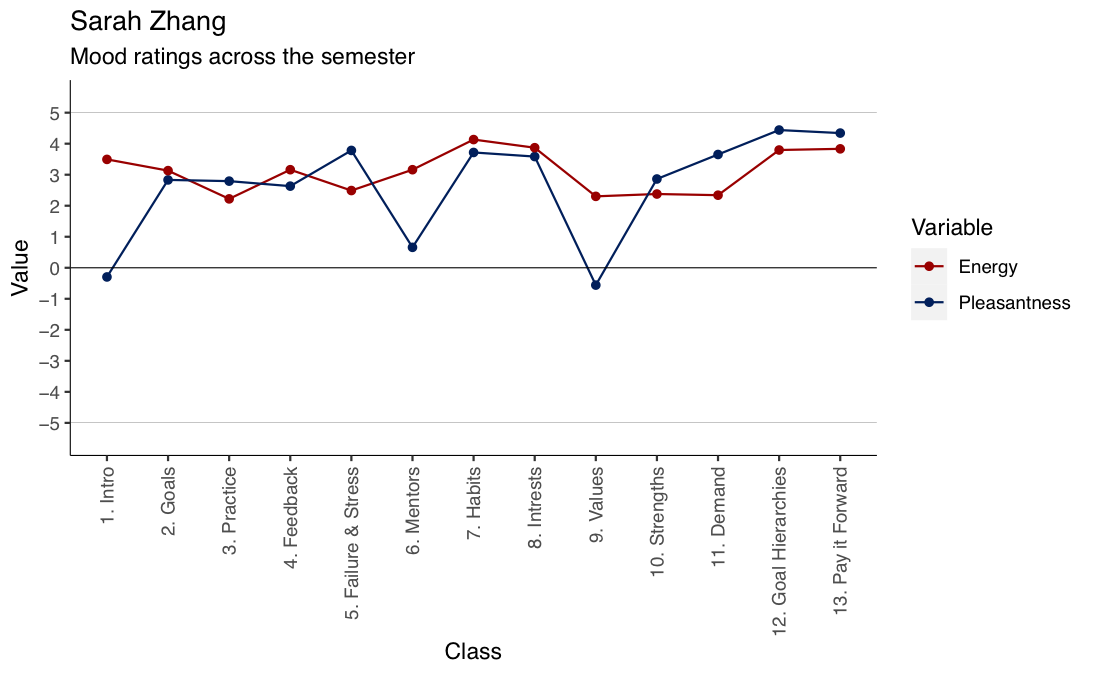 Sarah Zhang
Mood ratings across the semester
Value
5
4
3
2
1
0
−1
−2
−3
−4
−5
1. Intro
2. Goals
3. Practice
4. Feedback
5. Failure & Stress
6. Mentors
7. Habits
8. Intrests
9. Values
10. Strengths
11. Demand
12. Goal Hierarchies
13. Pay it Forward
Class
Variable
Energy
Pleasantness